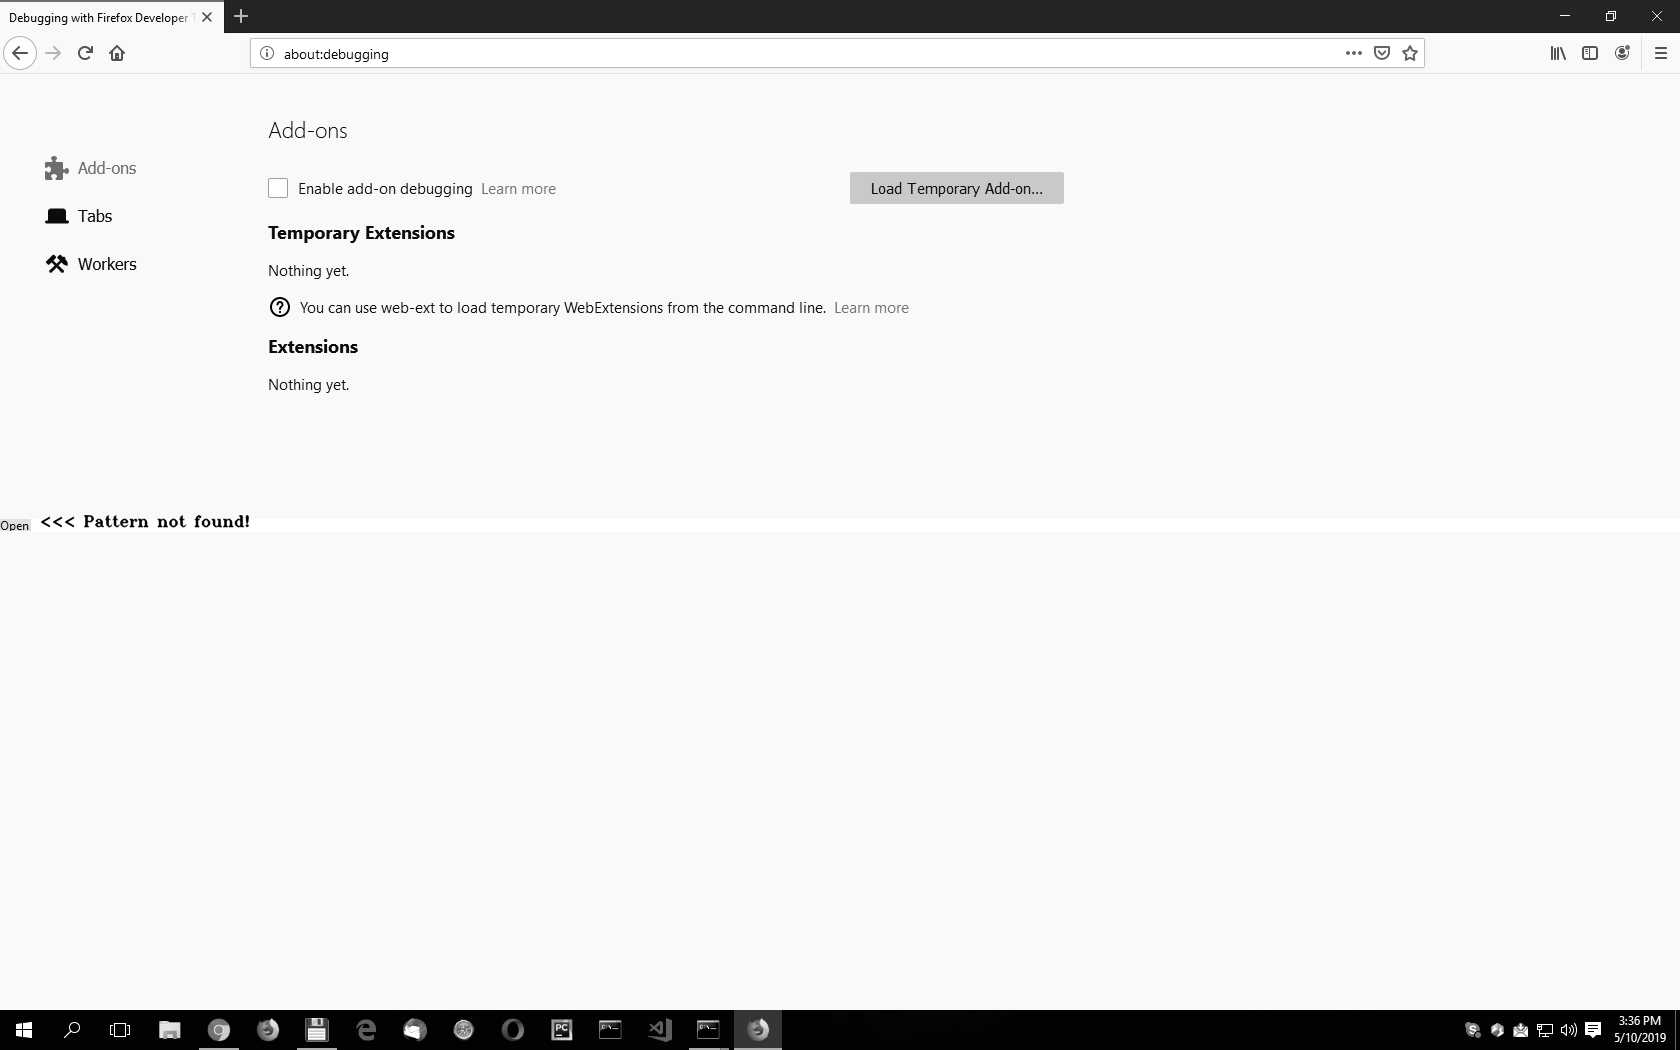 Debugging with Firefox Developer T
about:debugging
Add-ons
Add-ons
Enable add-on debugging Learn more
Load Temporary Add-on...
Tabs
Temporary Extensions
Workers
Nothing yet.
You can use web-ext to load temporary WebExtensions from the command line. Learn more
Extensions
Nothing yet.
Open <<< Pattern not found!
PC
3:36 PM
5/10/2019